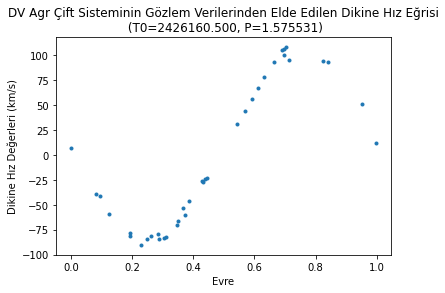 DV Agr Çift Sisteminin Gözlem Verilerinden Elde Edilen Dikine Hız Eğrisi
(T0=2426160.500, P=1.575531)
Dikine Hız Değerleri (km/s)
100
75
50
25
0
−25
−50
−75
−100
0.0 0.2 0.4 0.6 0.8 1.0
Evre